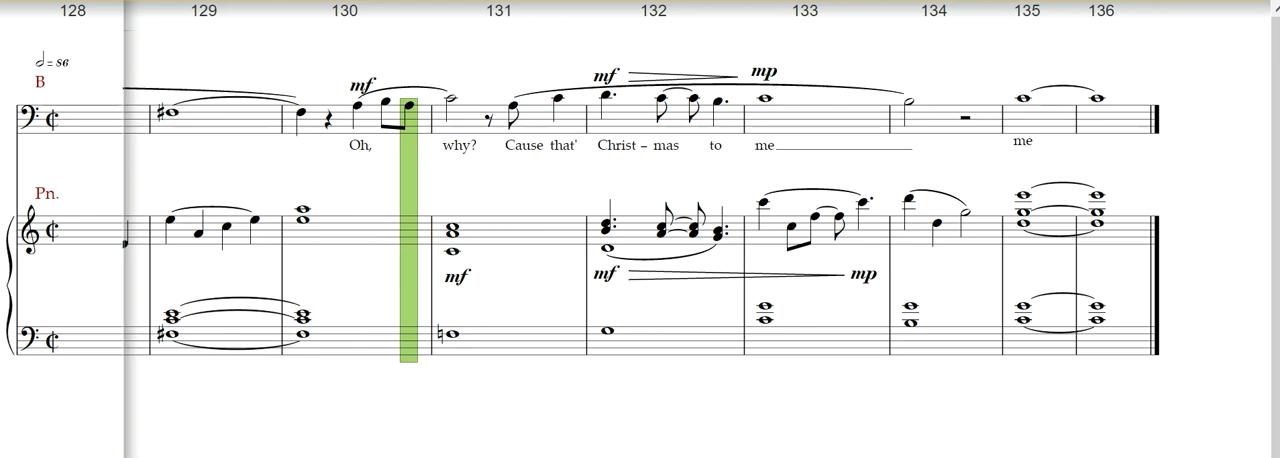 128 129 130 131 132 133 134 135 136
= 86
B
mf mf mp
Oh, why? Cause that' Christ - mas to me me
Pn.
mf mf mp